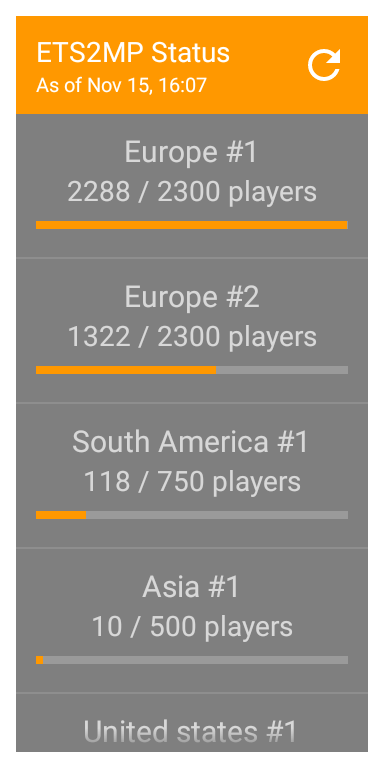 ETS2MP Status
As of Nov 15, 16:07
Europe #1
2288 / 2300 players
Europe #2
1322 / 2300 players
South America #1
118 / 750 players
Asia #1
10 / 500 players
United states #1